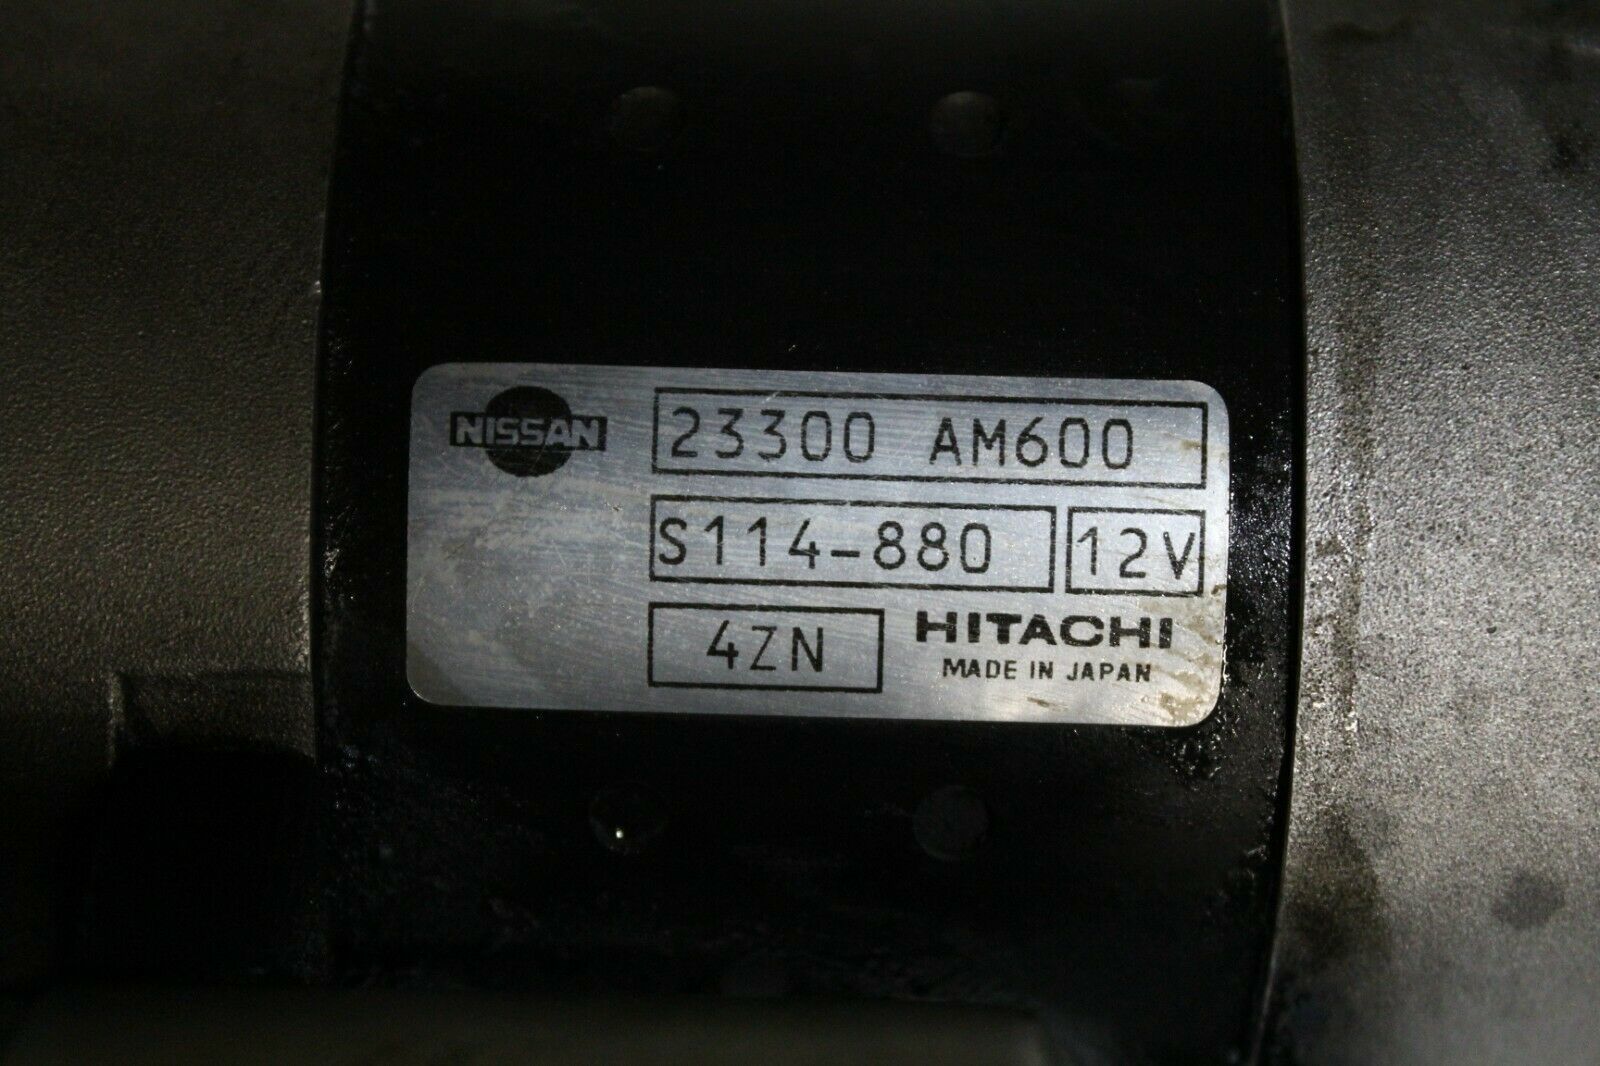 NISSAN 23300 AM600
S114-880 12V
4ZN HITACHI
MADE IN JAPAN